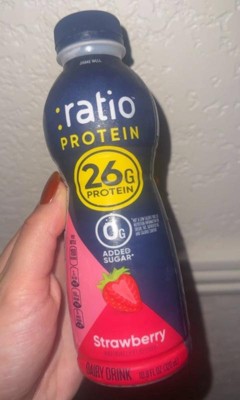 :ratio
PROTEIN
26G
PROTEIN
0G
ADDED
SUGAR*
Strawberry
DAIRY DRINK